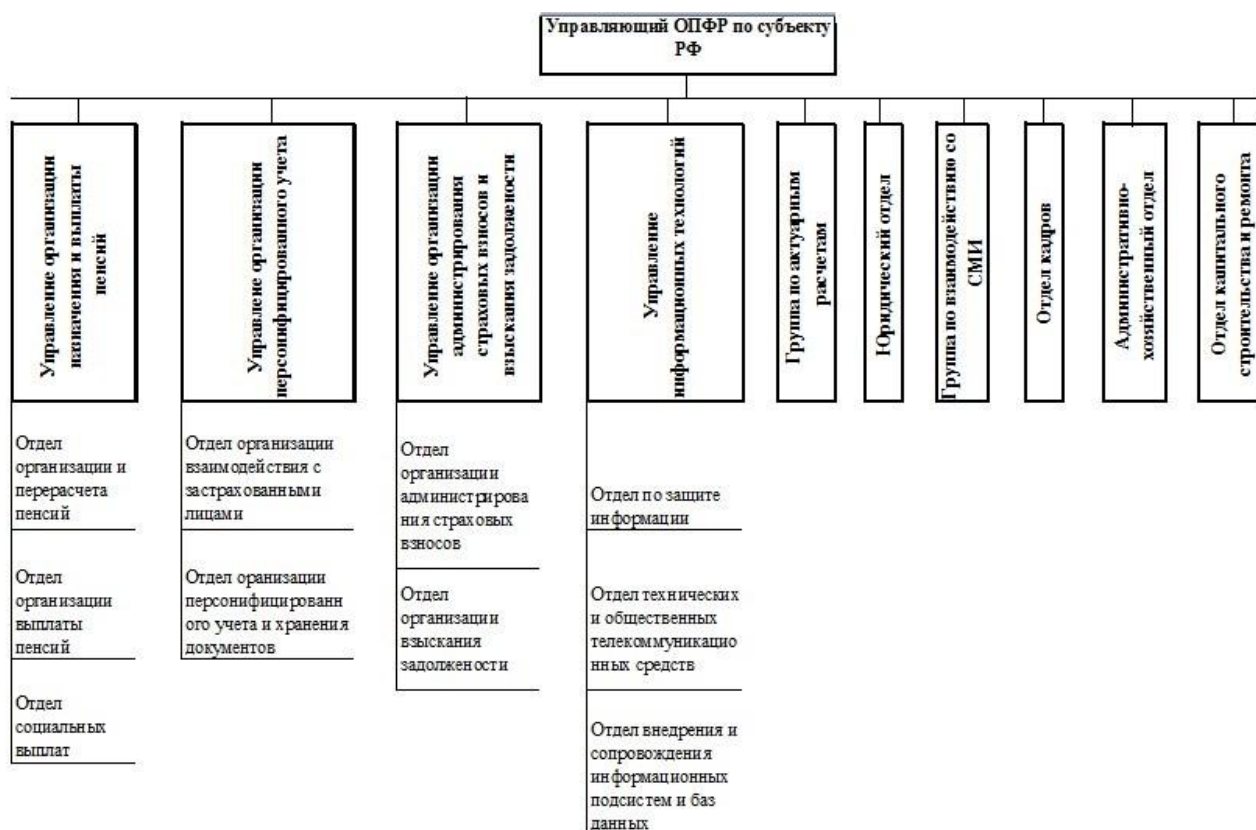 Управляющий ОПФР по субъекту
РФ
Управление организации
назначения и выплаты
пенсий
Управлене организации
персонифицированного учета
Управление организации
администрирования
страховых взносов и
взыскания задолжености
Управление
информационных технологий
Группа по актуарным
расчетам
Юридический отдел
Группа по взаимодействию со
СМИ
Отдел кадров
Административно-
хозяйственный отдел
Отдел капитального
строительства и ремонта
Отдел
организации и
перерасчета
пенсий
Отдел
организации
выплаты
пенсий
Отдел
социальных
выплат
Отдел организации
взаимодействия с
застрахованными
лицами
Отдел оранизации
персонифицированн
ого учета и хранения
документов
Отдел
организации
администрирова
ния страховых
взносов
Отдел
организации
взыскания
задолжености
Отдел по защите
информации
Отдел технических
и общественных
телекоммуникацио
нных средств
Отдел внедрения и
сопровождения
информационных
подсистем и баз
данных